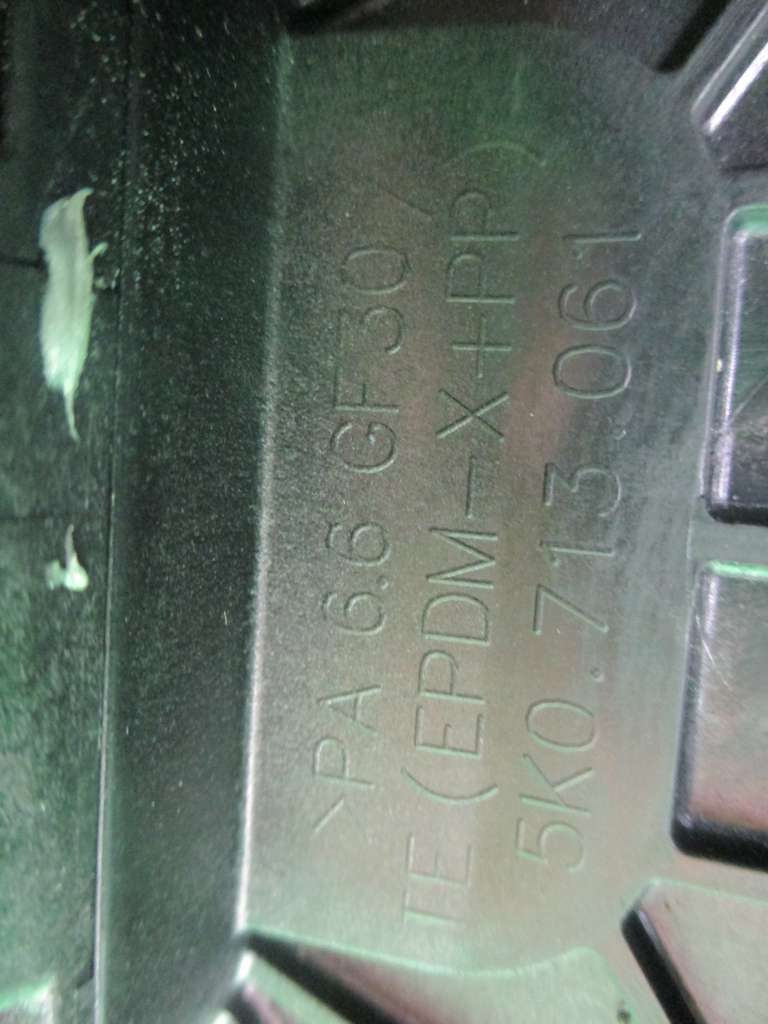 >PA 6.6 GF30/
TE(EPDM-X+PP)
5K0.713.061